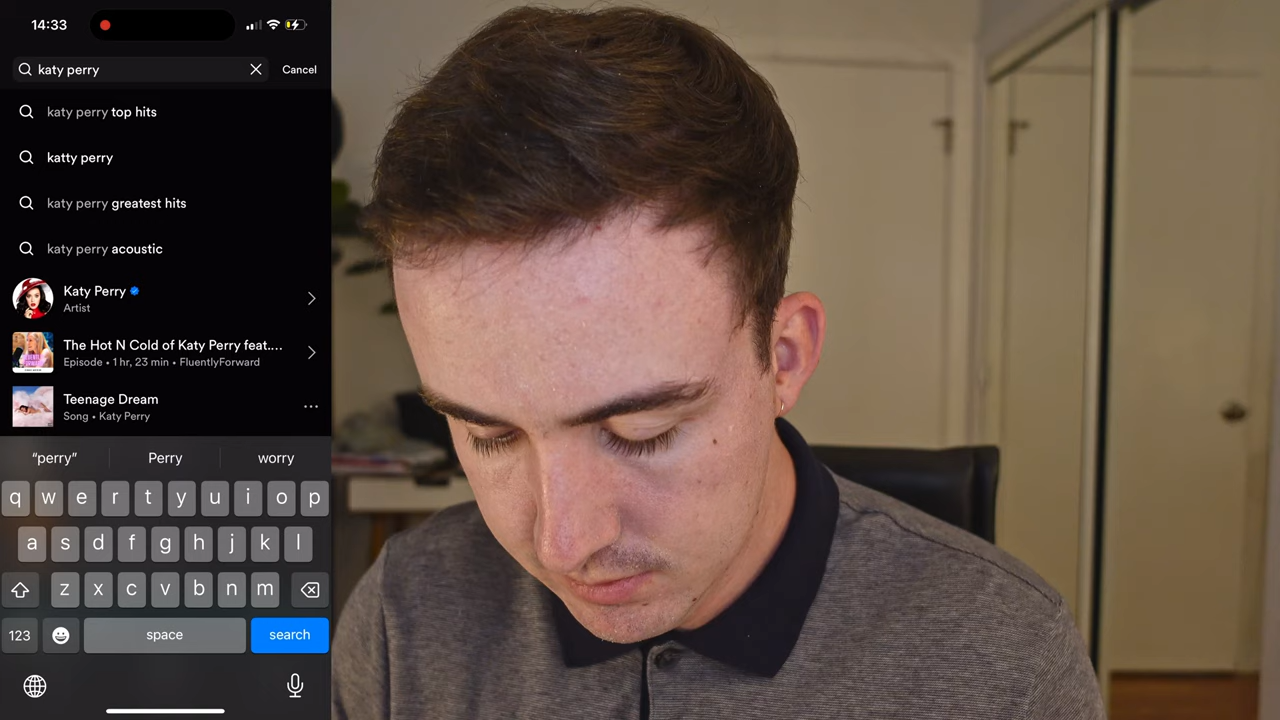 14:33
katy perry
Cancel
katy perry top hits
katty perry
katy perry greatest hits
katy perry acoustic
Katy Perry
Artist
The Hot N Cold of Katy Perry feat....
Episode • 1 hr, 23 min • FluentlyForward
Teenage Dream
Song • Katy Perry
“perry” Perry worry
q w e r t y u i o p
a s d f g h j k l
z x c v b n m
123 space search